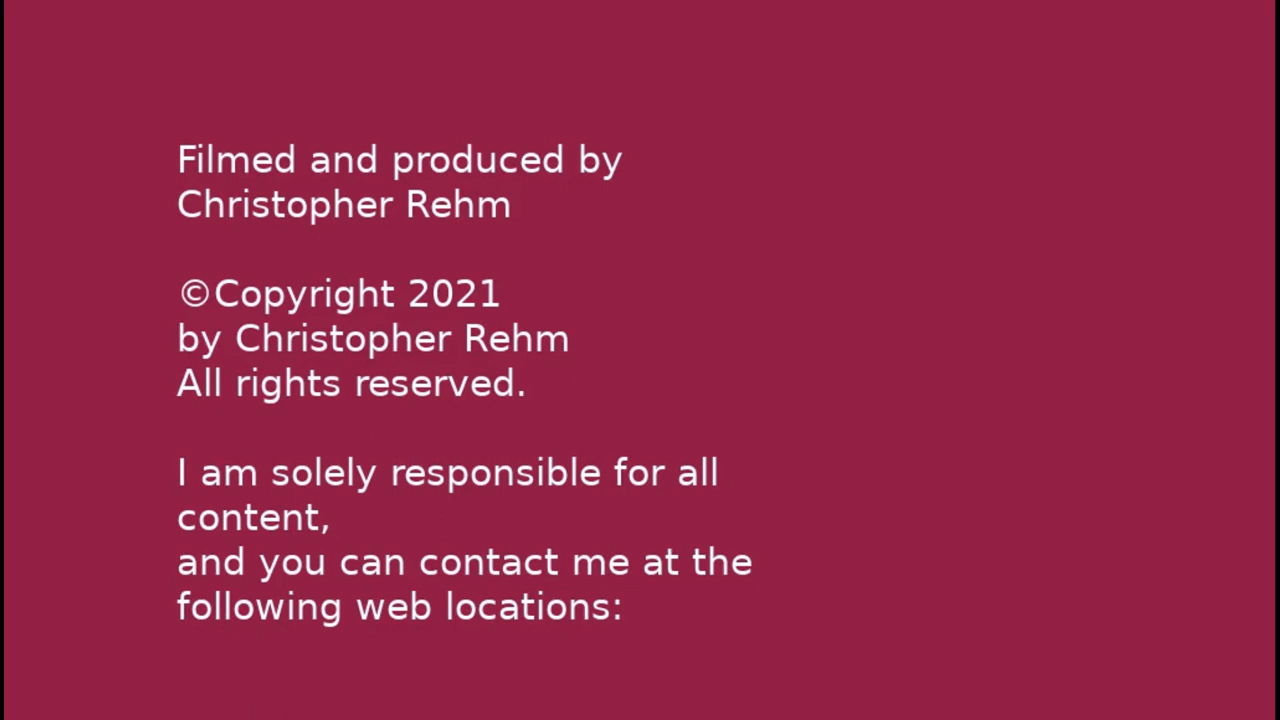 Filmed and produced by
Christopher Rehm
©Copyright 2021
by Christopher Rehm
All rights reserved.
I am solely responsible for all
content,
and you can contact me at the
following web locations: